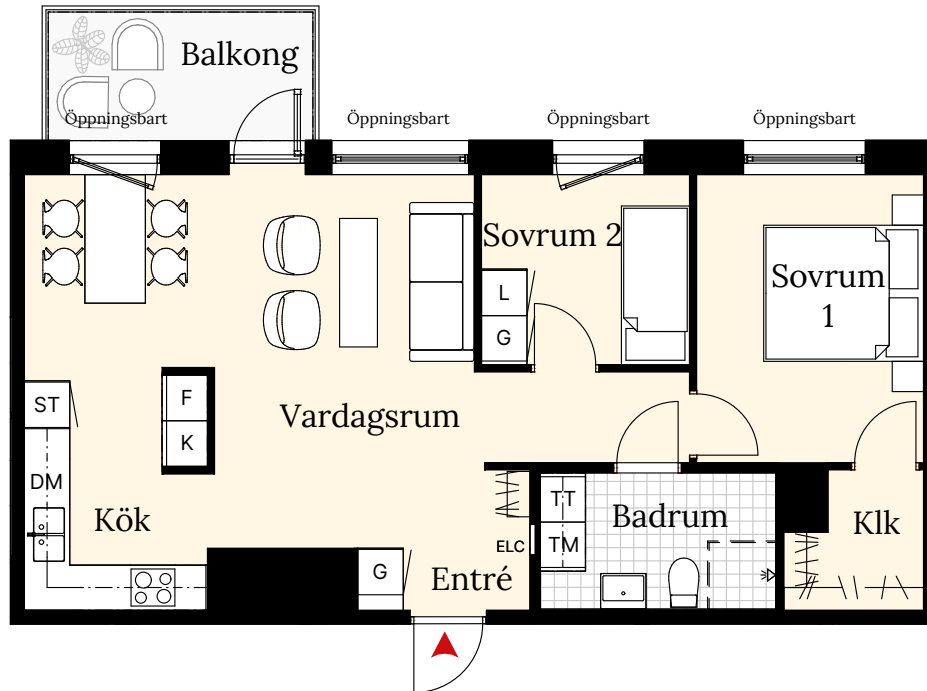 Balkong
Öppningsbart
Öppningsbart
Öppningsbart
Öppningsbart
Sovrum 2
Sovrum
1
L
G
ST
F
K
Vardagsrum
DM
Kök
TT
TM
Badrum
Klk
ELC
G
Entré